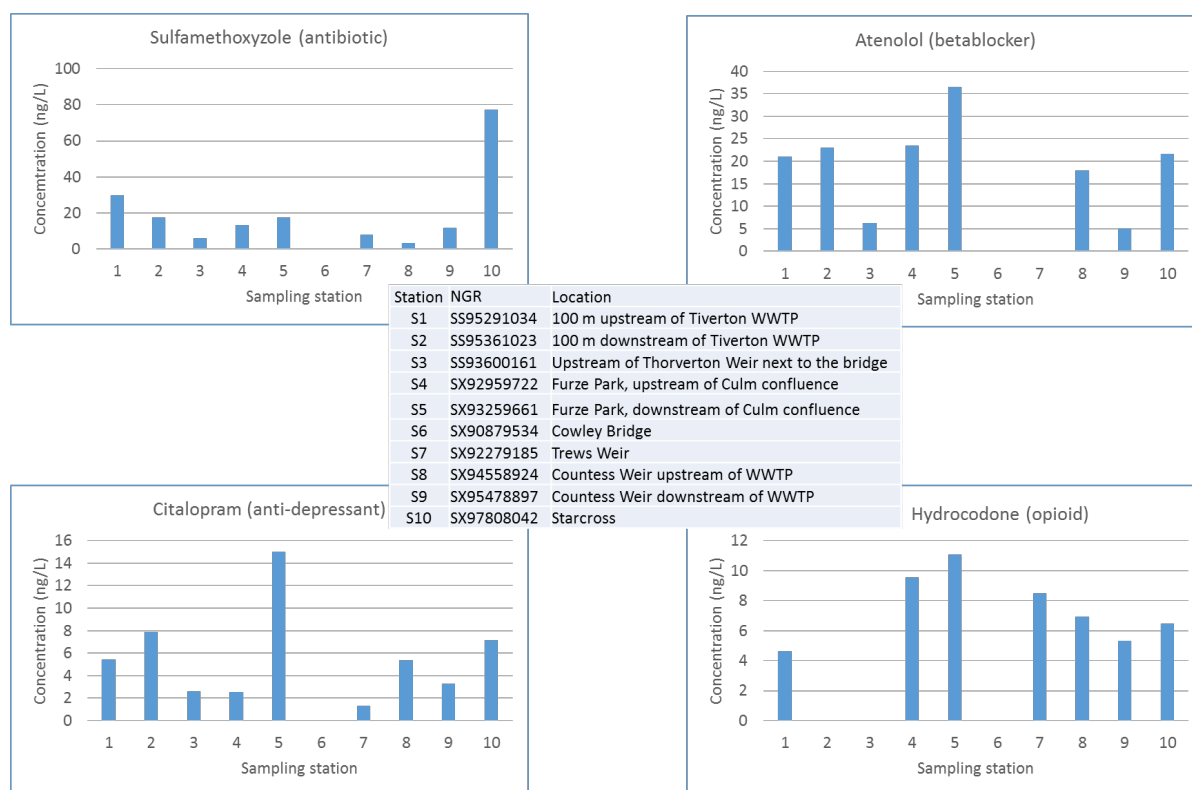 Sulfamethoxyzole (antibiotic)
Concemtration (ng/L)
100
80
60
40
20
0
1 2 3 4 5 6 7 8 9 10
Sampling station
Atenolol (betablocker)
Concentration (ng/L)
40
35
30
25
20
15
10
5
0
1 2 3 4 5 6 7 8 9 10
Sampling station
Station NGR Location
S1 SS95291034 100 m upstream of Tiverton WWTP
S2 SS95361023 100 m downstream of Tiverton WWTP
S3 SS93600161 Upstream of Thorverton Weir next to the bridge
S4 SX92959722 Furze Park, upstream of Culm confluence
S5 SX93259661 Furze Park, downstream of Culm confluence
S6 SX90879534 Cowley Bridge
S7 SX92279185 Trews Weir
S8 SX94558924 Countess Weir upstream of WWTP
S9 SX95478897 Countess Weir downstream of WWTP
S10 SX97808042 Starcross
Citalopram (anti-depressant)
Concentration (ng/L)
16
14
12
10
8
6
4
2
0
1 2 3 4 5 6 7 8 9 10
Sampling station
Hydrocodone (opioid)
Concentration (ng/L)
12
10
8
6
4
2
0
1 2 3 4 5 6 7 8 9 10
Sampling station